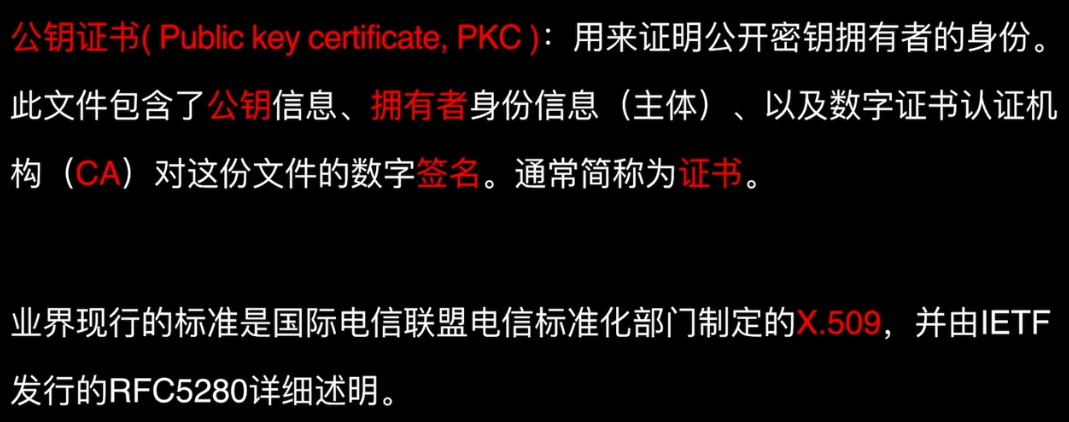 公钥证书( Public key certificate, PKC )：用来证明公开密钥拥有者的身份。
此文件包含了公钥信息、拥有者身份信息（主体）、以及数字证书认证机
构（CA）对这份文件的数字签名。通常简称为证书。
业界现行的标准是国际电信联盟电信标准化部门制定的X.509，并由IETF
发行的RFC5280详细述明。